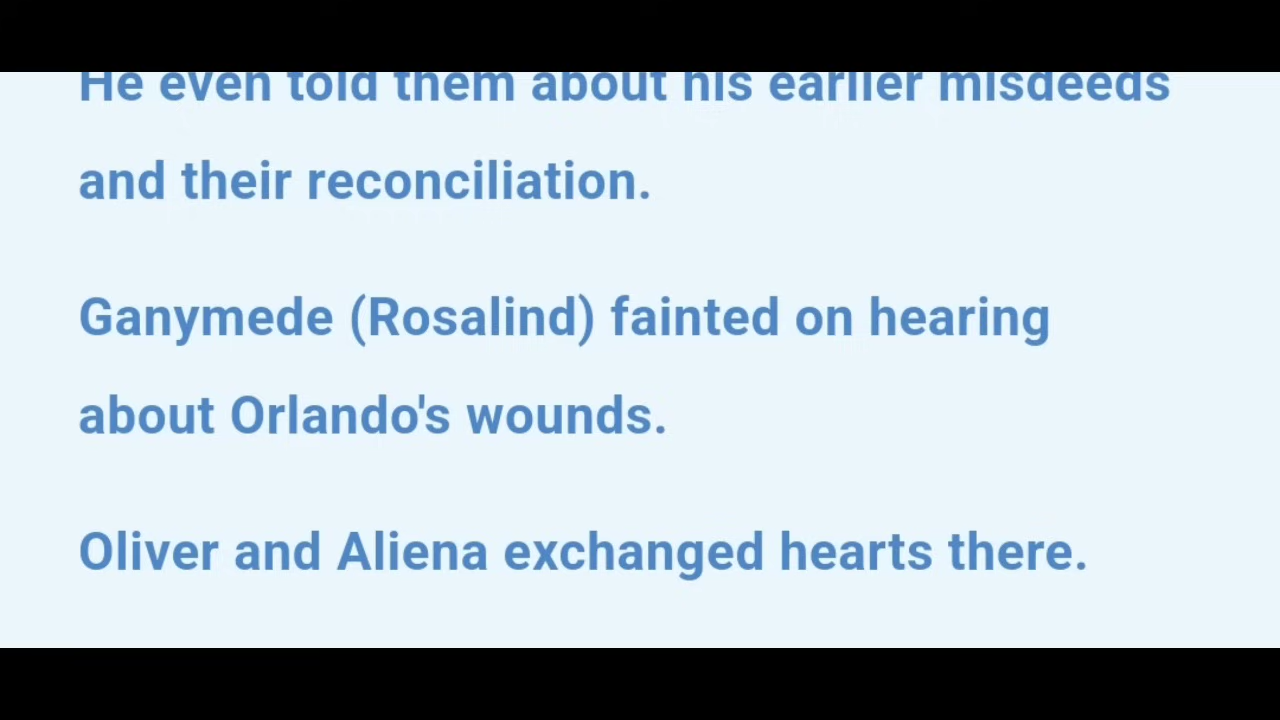 He even told them about his earlier misdeeds
and their reconciliation.
Ganymede (Rosalind) fainted on hearing
about Orlando's wounds.
Oliver and Aliena exchanged hearts there.